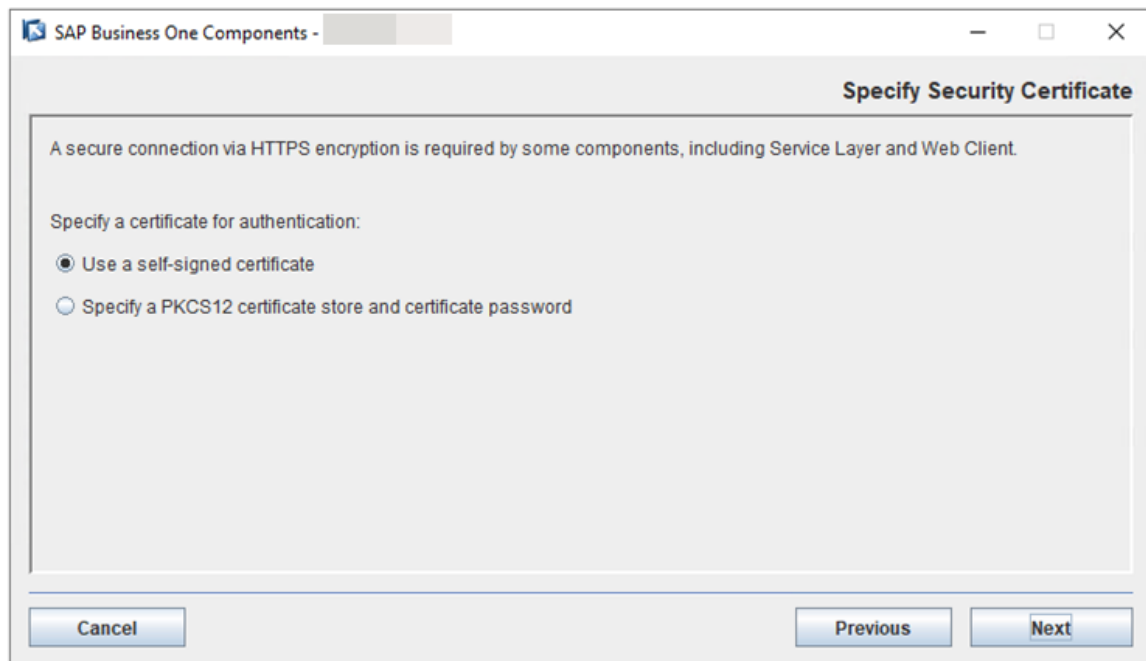 SAP Business One Components -
Specify Security Certificate
A secure connection via HTTPS encryption is required by some components, including Service Layer and Web Client.
Specify a certificate for authentication:
Use a self-signed certificate
Specify a PKCS12 certificate store and certificate password
Cancel
Previous
Next